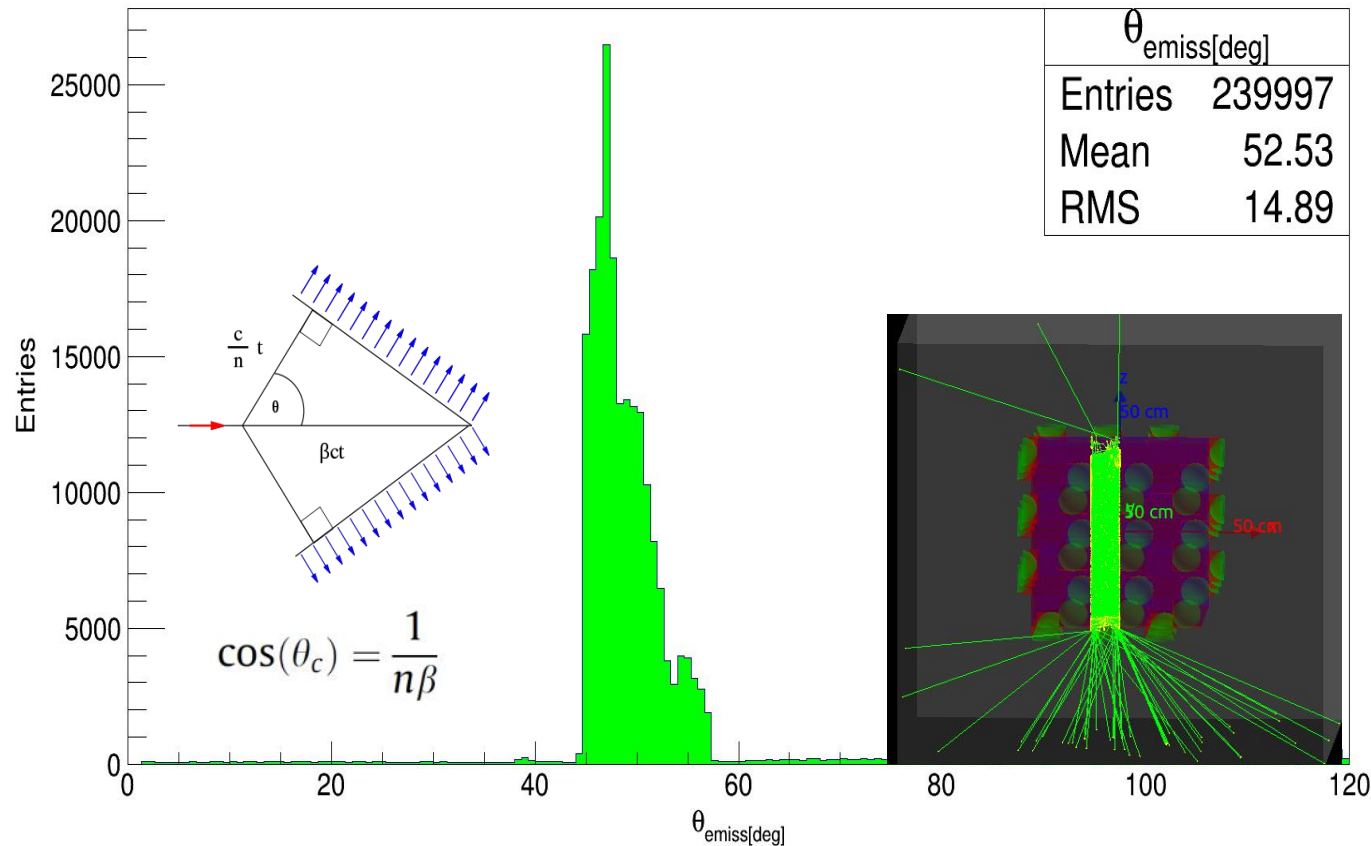 θemiss[deg]
Entries 239997
Mean 52.53
RMS 14.89
Entries
25000
20000
15000
10000
5000
0
c/n t
θ
βct
cos(θc) = 1/nβ
z
50 cm
50 cm
50 cm
0 20 40 60 80 100 120
θemiss[deg]